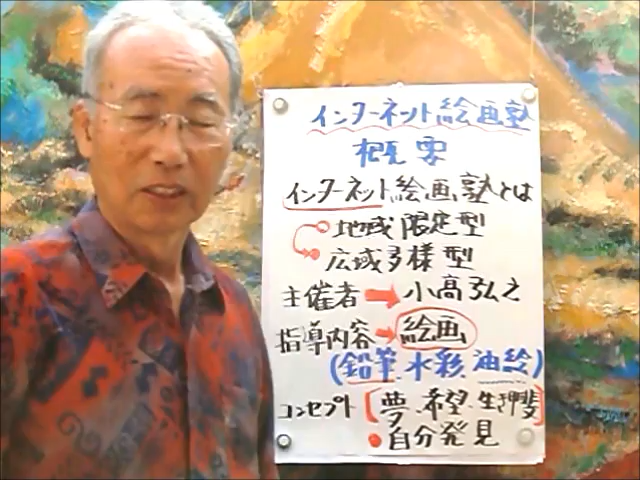 インターネット絵画塾
概要
インターネット絵画塾とは
地域限定型
広域多様型
主催者→小高弘之
指導内容→絵画
(鉛筆、水彩、油絵)
コンセプト[夢、希望、生き甲斐]
●自分発見